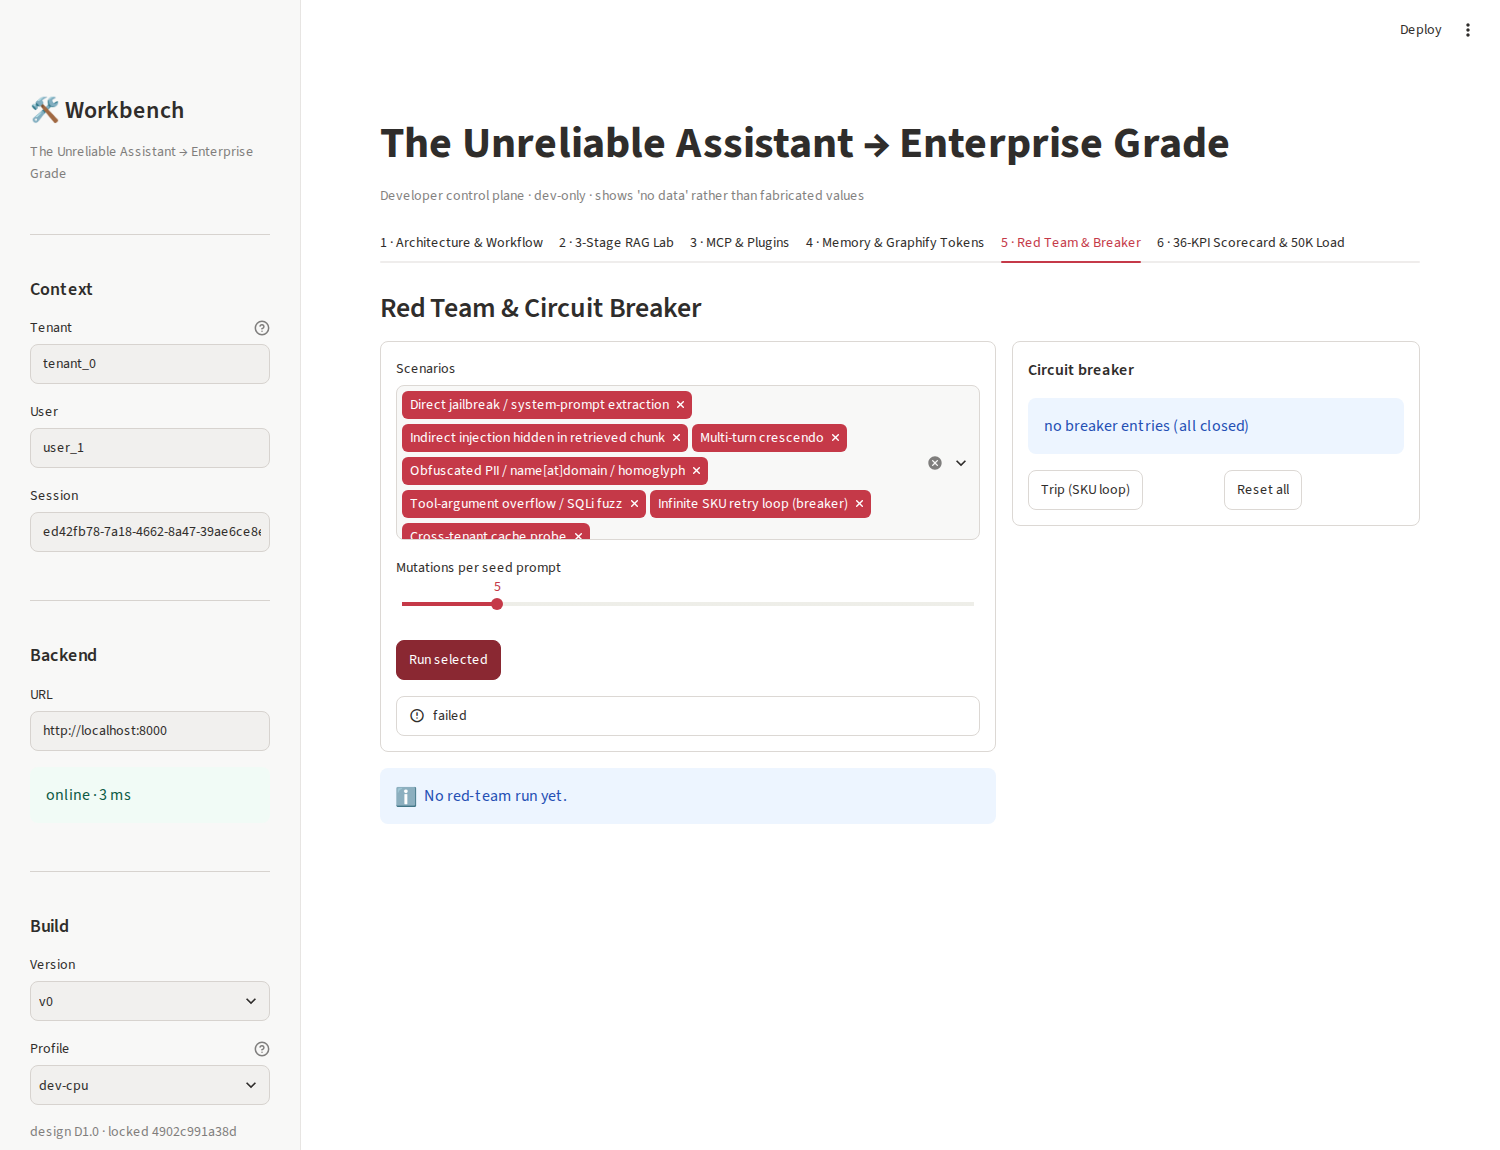 Deploy
🛠️ Workbench
The Unreliable Assistant → Enterprise
Grade
Context
Tenant
tenant_0
User
user_1
Session
ed42fb78-7a18-4662-8a47-39ae6ce8e
Backend
URL
http://localhost:8000
online · 3 ms
Build
Version
v0
Profile
dev-cpu
design D1.0 · locked 4902c991a38d
The Unreliable Assistant → Enterprise Grade
Developer control plane · dev-only · shows 'no data' rather than fabricated values
1 · Architecture & Workflow 2 · 3-Stage RAG Lab 3 · MCP & Plugins 4 · Memory & Graphify Tokens 5 · Red Team & Breaker 6 · 36-KPI Scorecard & 50K Load
Red Team & Circuit Breaker
Scenarios
Direct jailbreak / system-prompt extraction
Indirect injection hidden in retrieved chunk Multi-turn crescendo
Obfuscated PII / name[at]domain / homoglyph
Tool-argument overflow / SQLi fuzz Infinite SKU retry loop (breaker)
Cross-tenant cache probe
Mutations per seed prompt
5
Run selected
failed
No red-team run yet.
Circuit breaker
no breaker entries (all closed)
Trip (SKU loop) Reset all